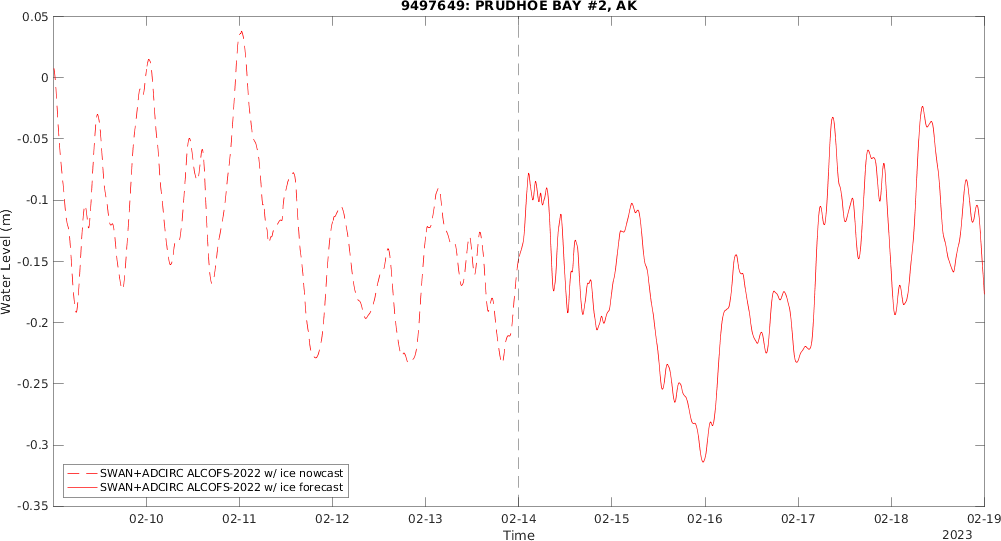 9497649: PRUDHOE BAY #2, AK
Water Level (m)
0.05
0
-0.05
-0.1
-0.15
-0.2
-0.25
-0.3
-0.35
SWAN+ADCIRC ALCOFS-2022 w/ ice nowcast
SWAN+ADCIRC ALCOFS-2022 w/ ice forecast
02-10 02-11 02-12 02-13 02-14 02-15 02-16 02-17 02-18 02-19
Time
2023